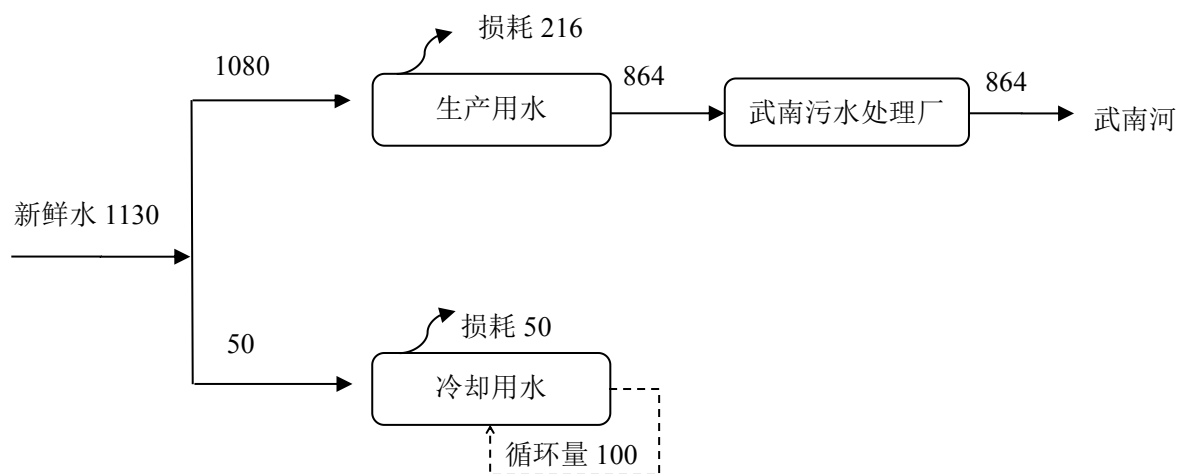 损耗 216
1080
生产用水
864
武南污水处理厂
864
武南河
新鲜水 1130
50
损耗 50
冷却用水
循环量 100